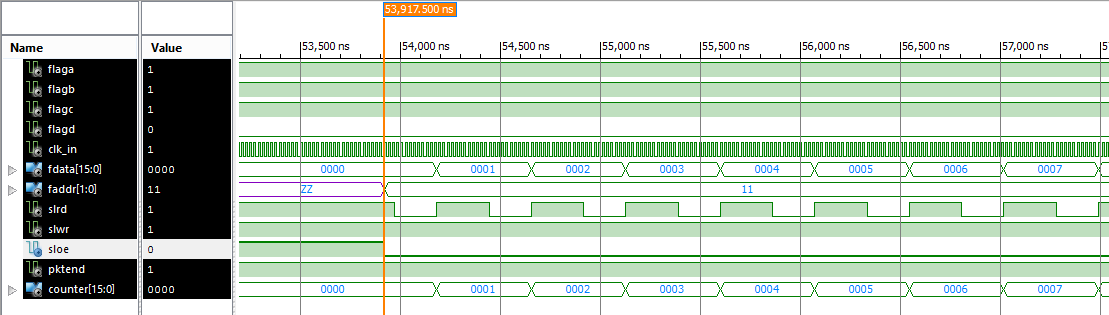 53,917.500 ns
Name Value 53,500 ns 54,000 ns 54,500 ns 55,000 ns 55,500 ns 56,000 ns 56,500 ns 57,000 ns
flaga 1
flagb 1
flagc 1
flagd 0
clk_in 1
fdata[15:0] 0000 0000 0001 0002 0003 0004 0005 0006 0007
faddr[1:0] 11 ZZ 11
slrd 1
slwr 1
sloe 0
pktend 1
counter[15:0] 0000 0000 0001 0002 0003 0004 0005 0006 0007